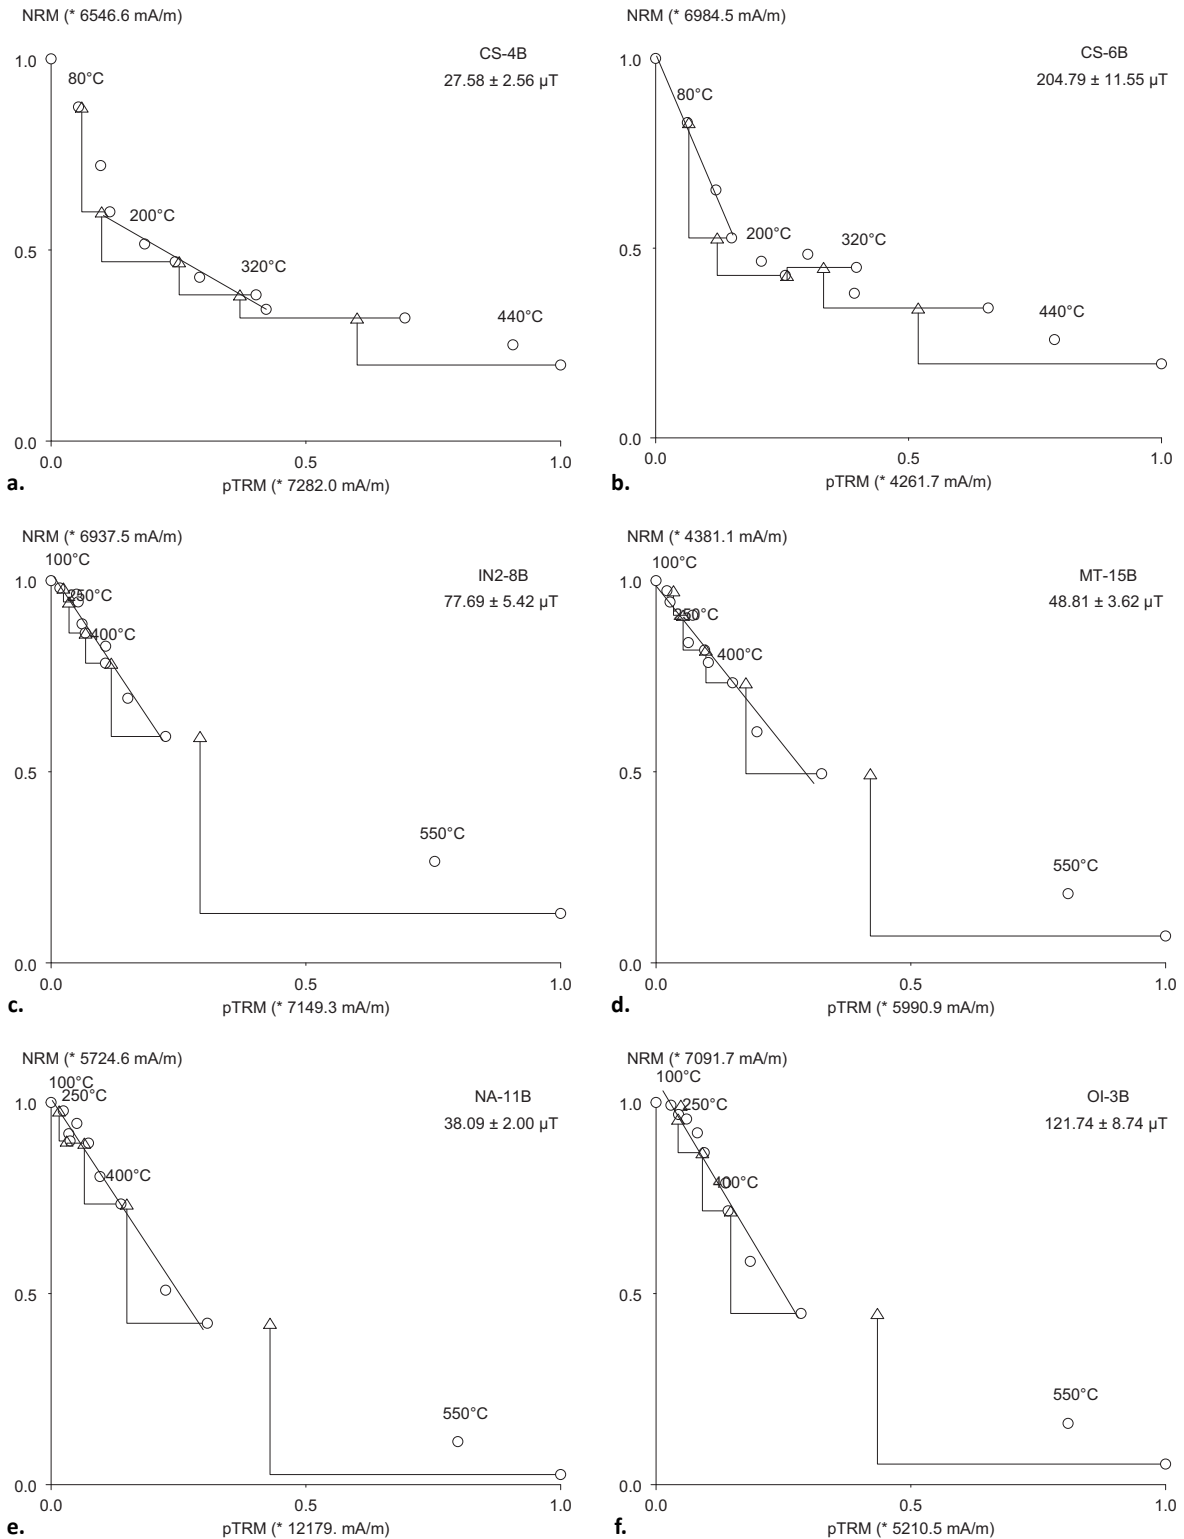 NRM (* 6546.6 mA/m)
1.0
CS-4B
27.58 ± 2.56 µT
80°C
200°C
320°C
440°C
0.5
0.0
0.0
0.5
1.0
pTRM (* 7282.0 mA/m)
a.
NRM (* 6984.5 mA/m)
1.0
CS-6B
204.79 ± 11.55 µT
80°C
200°C
320°C
440°C
0.5
0.0
0.0
0.5
1.0
pTRM (* 4261.7 mA/m)
b.
NRM (* 6937.5 mA/m)
100°C
1.0
IN2-8B
77.69 ± 5.42 µT
250°C
400°C
0.5
550°C
0.0
0.0
0.5
1.0
pTRM (* 7149.3 mA/m)
c.
NRM (* 4381.1 mA/m)
100°C
1.0
MT-15B
48.81 ± 3.62 µT
250°C
400°C
0.5
550°C
0.0
0.0
0.5
1.0
pTRM (* 5990.9 mA/m)
d.
NRM (* 5724.6 mA/m)
100°C
250°C
1.0
NA-11B
38.09 ± 2.00 µT
400°C
0.5
550°C
0.0
0.0
0.5
1.0
pTRM (* 12179. mA/m)
e.
NRM (* 7091.7 mA/m)
100°C
1.0
250°C
OI-3B
121.74 ± 8.74 µT
400°C
0.5
550°C
0.0
0.0
0.5
1.0
pTRM (* 5210.5 mA/m)
f.